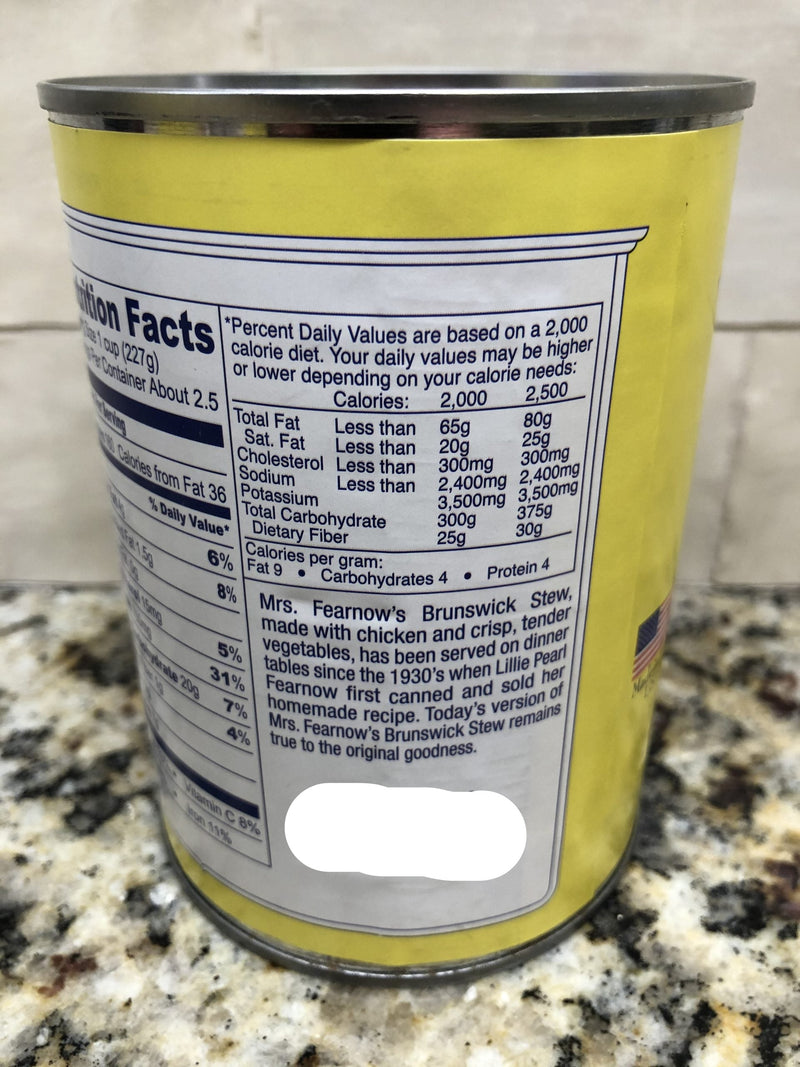 Facts
1 cup (227g)
Per Container About 2.5
Serving
Calories from Fat 36
% Daily Value*
1.5g
6%
8%
15mg
5%
31%
20g
7%
4%
Vitamin C 8%
Iron 11%
*Percent Daily Values are based on a 2,000
calorie diet. Your daily values may be higher
or lower depending on your calorie needs:
Calories: 2,000 2,500
Total Fat Less than 65g 80g
Sat. Fat Less than 20g 25g
Cholesterol Less than 300mg 300mg
Sodium Less than 2,400mg 2,400mg
Potassium 3,500mg 3,500mg
Total Carbohydrate 300g 375g
Dietary Fiber 25g 30g
Calories per gram:
Fat 9 • Carbohydrates 4 • Protein 4
Mrs. Fearnow's Brunswick Stew,
made with chicken and crisp, tender
vegetables, has been served on dinner
tables since the 1930's when Lillie Pearl
Fearnow first canned and sold her
homemade recipe. Today's version of
Mrs. Fearnow's Brunswick Stew remains
true to the original goodness.